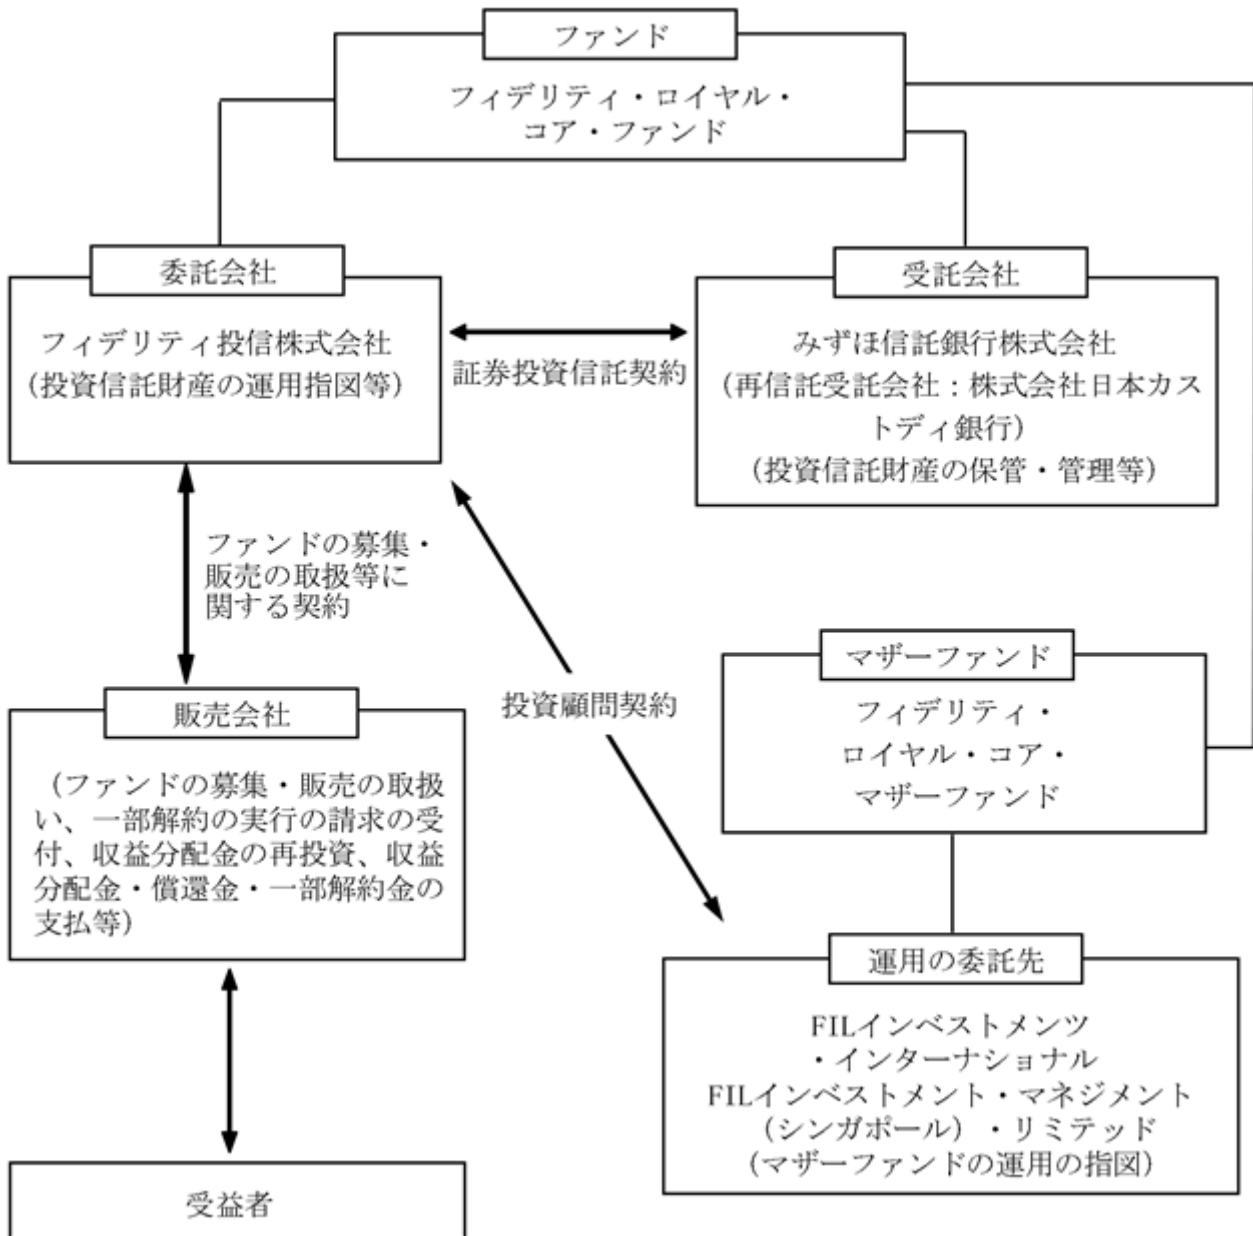 ファンド
フィデリティ・ロイヤル・
コア・ファンド
委託会社
フィデリティ投信株式会社
（投資信託財産の運用指図等）
証券投資信託契約
受託会社
みずほ信託銀行株式会社
（再信託受託会社：株式会社日本カス
トディ銀行）
（投資信託財産の保管・管理等）
ファンドの募集・
販売の取扱等に
関する契約
投資顧問契約
マザーファンド
フィデリティ・
ロイヤル・コア・
マザーファンド
販売会社
（ファンドの募集・販売の取扱
い、一部解約の実行の請求の受
付、収益分配金の再投資、収益
分配金・償還金・一部解約金の
支払等）
運用の委託先
FILインベストメンツ
・インターナショナル
FILインベストメント・マネジメント
（シンガポール）・リミテッド
（マザーファンドの運用の指図）
受益者